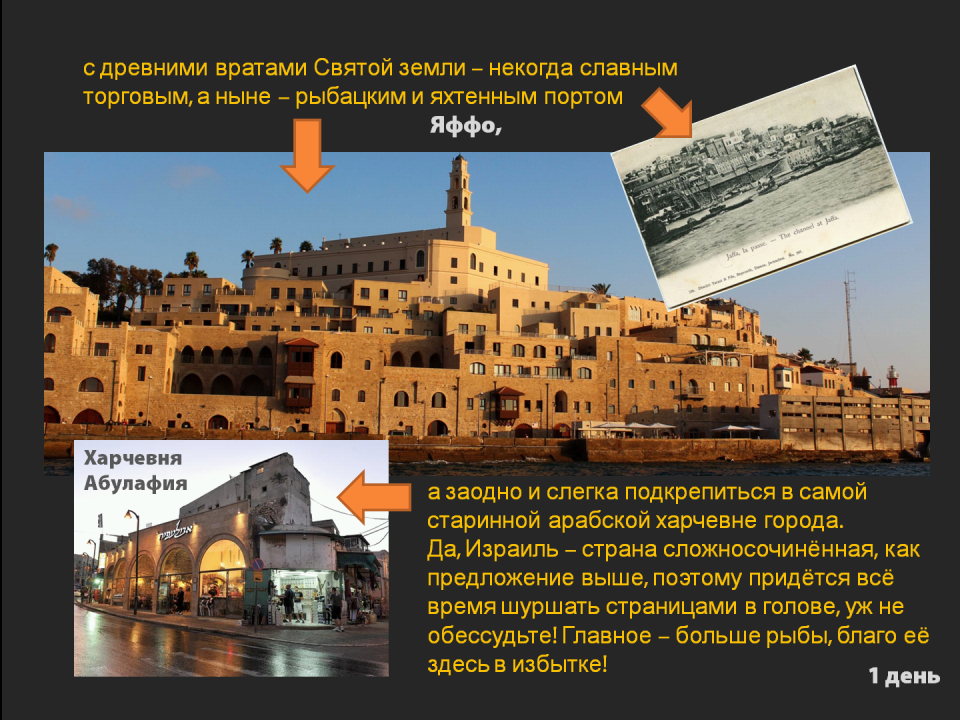 с древними вратами Святой земли – некогда славным
торговым, а ныне – рыбацким и яхтенным портом
Яффо,
Jaffa, la passe. — The channel at Jaffa.
Харчевня
Абулафия
а заодно и слегка подкрепиться в самой
старинной арабской харчевне города.
Да, Израиль – страна сложносочинённая, как
предложение выше, поэтому придётся всё
время шуршать страницами в голове, уж не
обессудьте! Главное – больше рыбы, благо её
здесь в избытке!
1 день